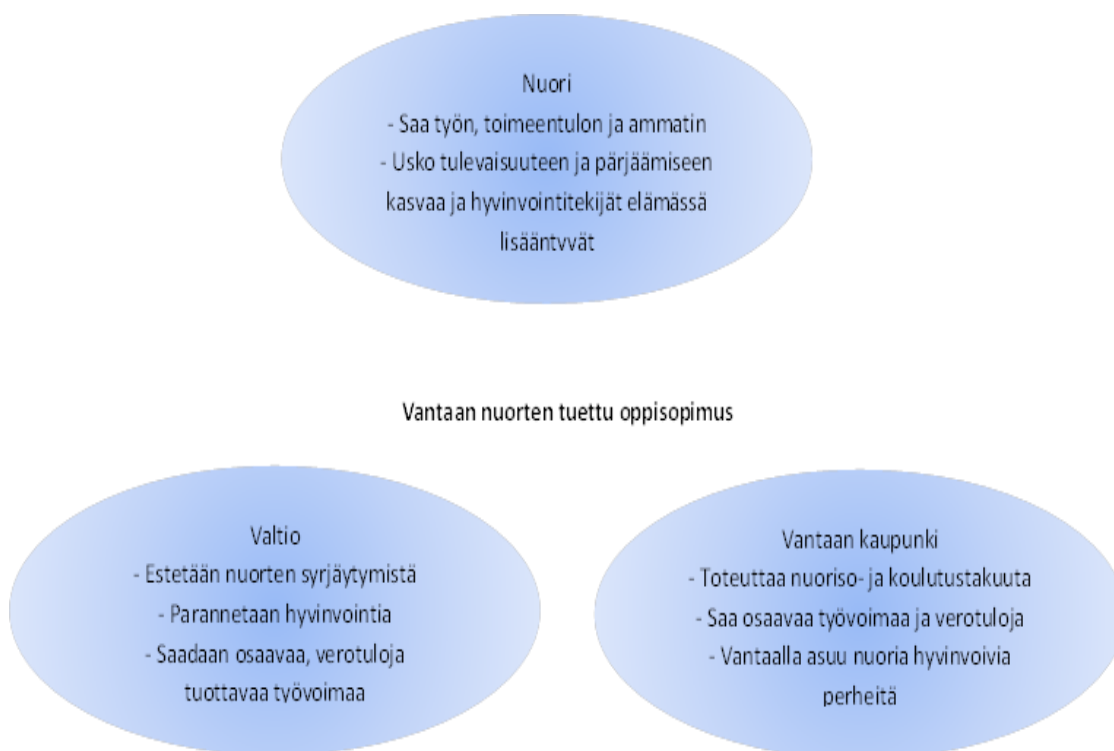 Nuori
- Saa työn, toimeentulon ja ammatin
- Usko tulevaisuuteen ja pärjäämiseen
kasvaa ja hyvinvointitekijät elämässä
lisääntyvät
Vantaan nuorten tuettu oppisopimus
Valtio
- Estetään nuorten syrjäytymistä
- Parannetaan hyvinvointia
- Saadaan osaavaa, verotuloja
tuottavaa työvoimaa
Vantaan kaupunki
- Toteuttaa nuoriso- ja koulutustakuuta
- Saa osaavaa työvoimaa ja verotuloja
- Vantaalla asuu nuoria hyvinvoivia
perheitä